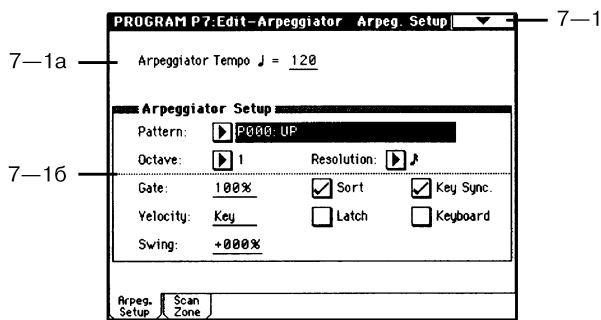 PROGRAM P7:Edit-Arpeggiator Arpeg. Setup
7—1
7—1a
Arpeggiator Tempo ♩ = 120
Arpeggiator Setup
Pattern: P000: UP
Octave: 1 Resolution: ♪
7—1б
Gate: 100% Sort Key Sync.
Velocity: Key Latch Keyboard
Swing: +000%
Arpeg. Setup Scan Zone